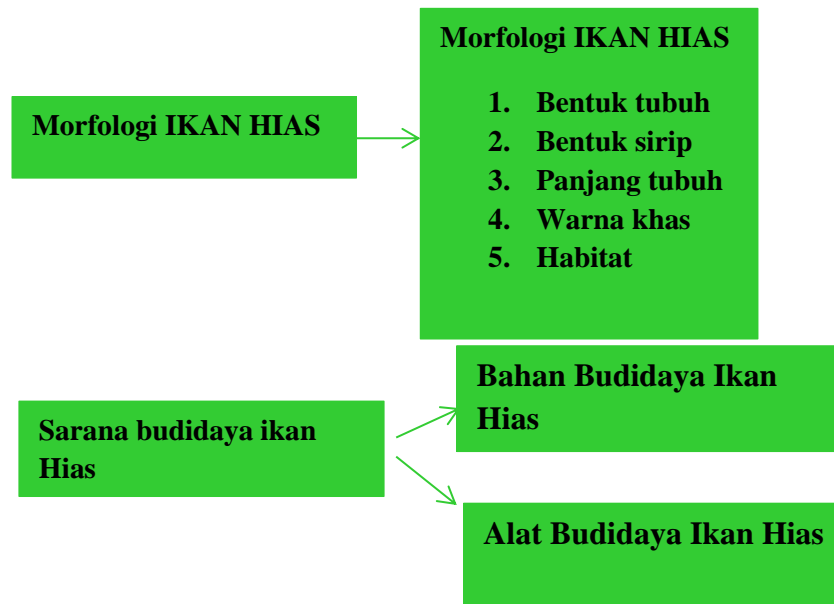 Morfologi IKAN HIAS
Morfologi IKAN HIAS
1. Bentuk tubuh
2. Bentuk sirip
3. Panjang tubuh
4. Warna khas
5. Habitat
Sarana budidaya ikan
Hias
Bahan Budidaya Ikan
Hias
Alat Budidaya Ikan Hias